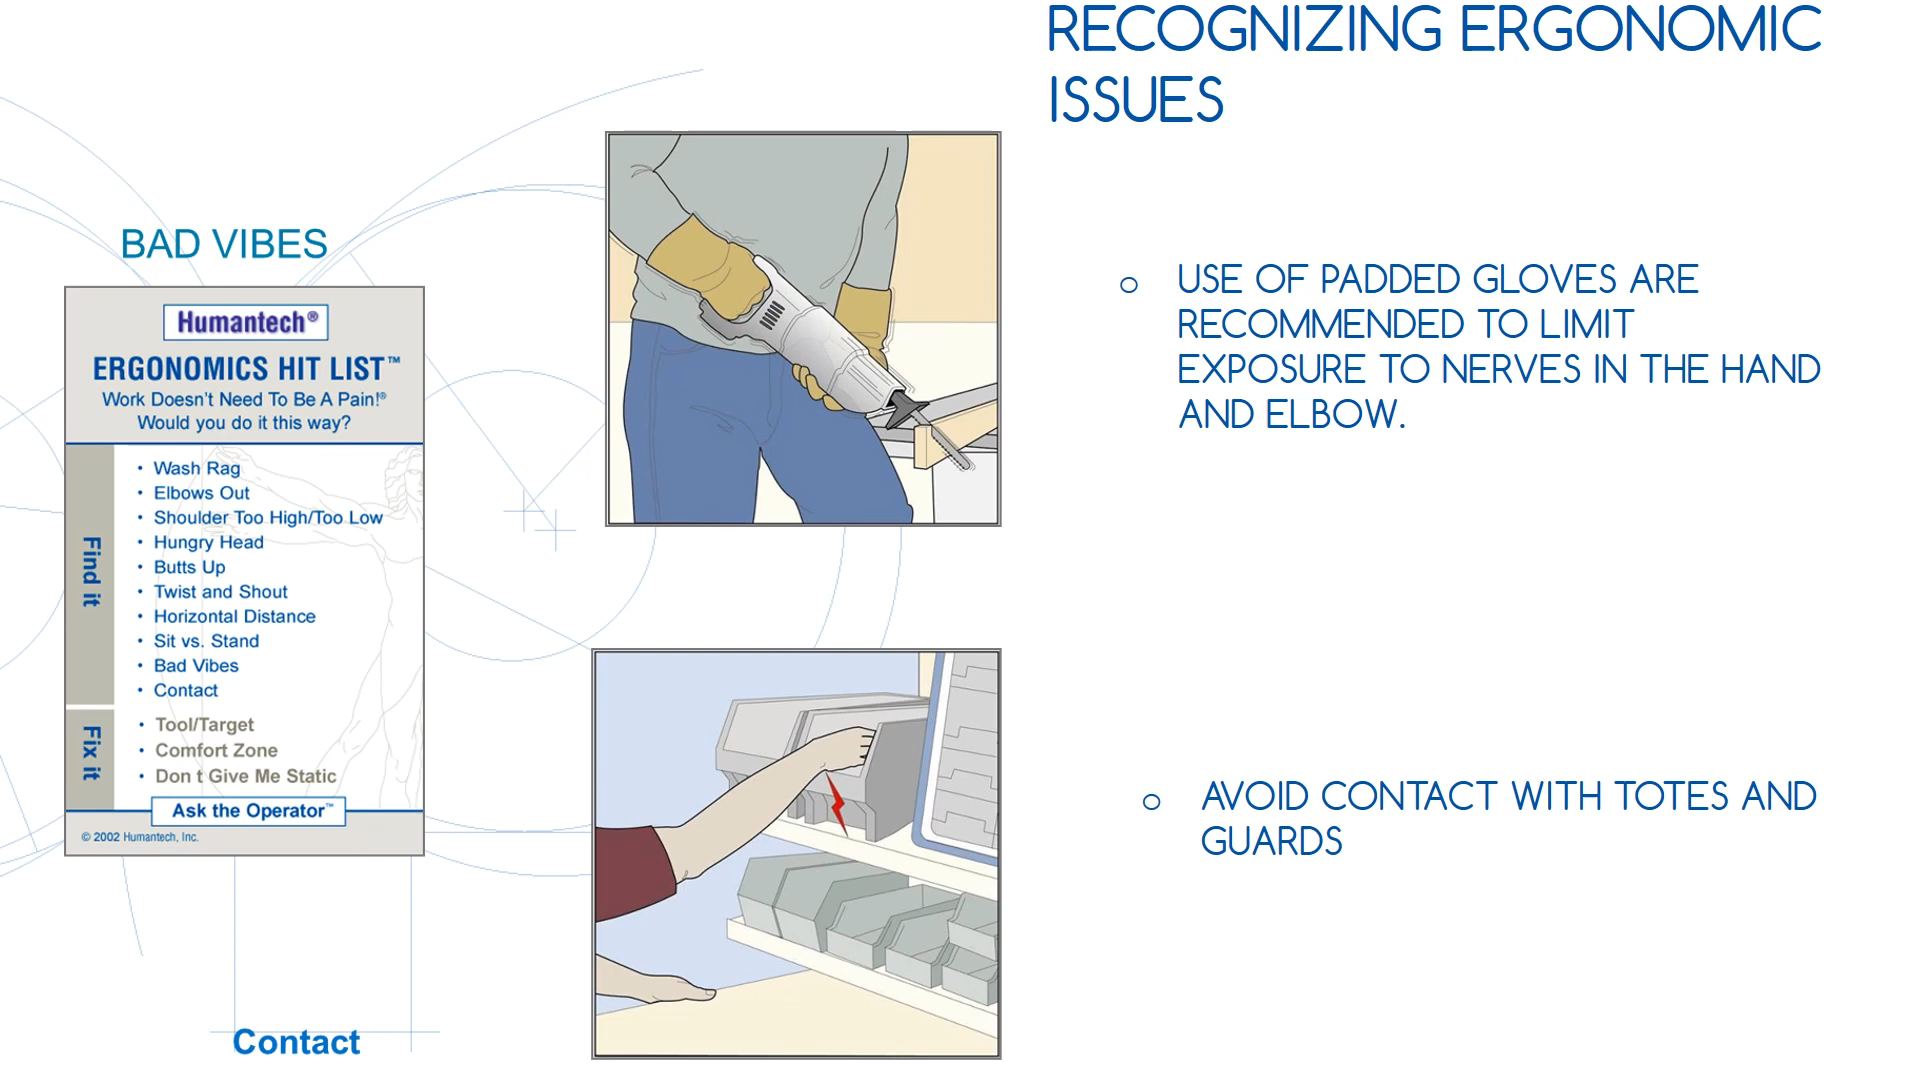 RECOGNIZING ERGONOMIC
ISSUES
BAD VIBES
Humantech®
ERGONOMICS HIT LIST™
Work Doesn't Need To Be A Pain!®
Would you do it this way?
Find it
• Wash Rag
• Elbows Out
• Shoulder Too High/Too Low
• Hungry Head
• Butts Up
• Twist and Shout
• Horizontal Distance
• Sit vs. Stand
• Bad Vibes
• Contact
Fix it
• Tool/Target
• Comfort Zone
• Don t Give Me Static
Ask the Operator™
© 2002 Humantech, Inc.
o USE OF PADDED GLOVES ARE
RECOMMENDED TO LIMIT
EXPOSURE TO NERVES IN THE HAND
AND ELBOW.
o AVOID CONTACT WITH TOTES AND
GUARDS
Contact